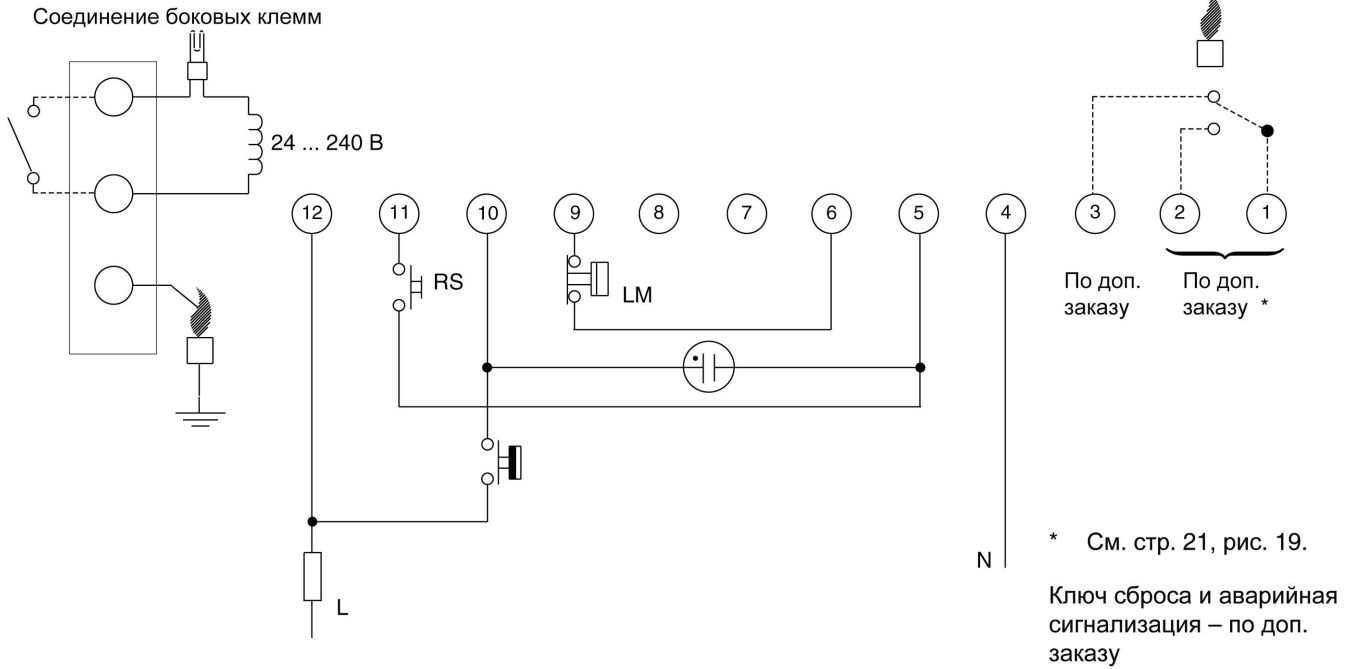 Соединение боковых клемм
24 ... 240 В
12 11 10 9 8 7 6 5 4 3 2 1
RS
LM
По доп.
заказу
По доп.
заказу *
N
L
* См. стр. 21, рис. 19.
Ключ сброса и аварийная
сигнализация – по доп.
заказу